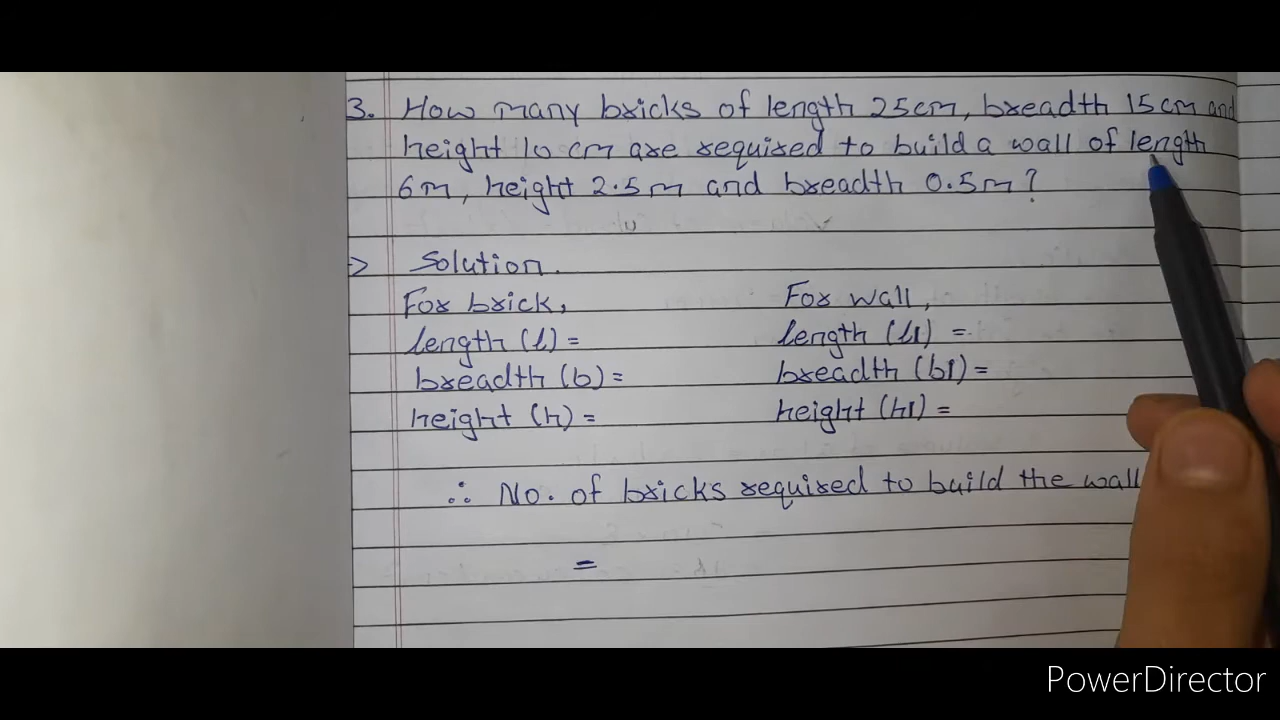 3. How many bricks of length 25cm, breadth 15cm and
height 10 cm are required to build a wall of length
6m, height 2.5m and breadth 0.5m?
=> Solution.
For brick, For wall,
length (l) = length (l1) =
breadth (b) = breadth (b1) =
height (h) = height (h1) =
∴ No. of bricks required to build the wall
=
PowerDirector